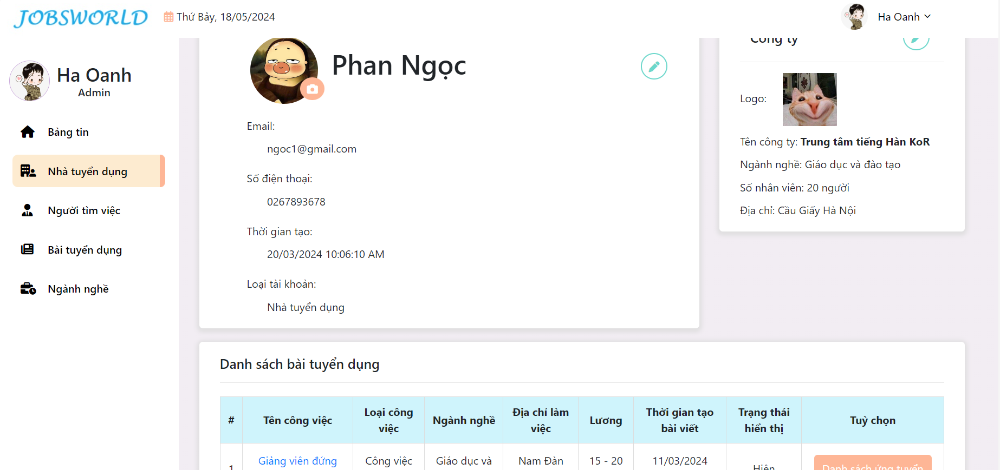 JOBSWORLD
Thứ Bảy, 18/05/2024
Ha Oanh
Ha Oanh
Admin
Bảng tin
Nhà tuyển dụng
Người tìm việc
Bài tuyển dụng
Ngành nghề
Phan Ngọc
Email:
ngoc1@gmail.com
Số điện thoại:
0267893678
Thời gian tạo:
20/03/2024 10:06:10 AM
Loại tài khoản:
Nhà tuyển dụng
Công ty
Logo:
Tên công ty: Trung tâm tiếng Hàn KoR
Ngành nghề: Giáo dục và đào tạo
Số nhân viên: 20 người
Địa chỉ: Cầu Giấy Hà Nội
Danh sách bài tuyển dụng
#
Tên công việc
Loại công
việc
Ngành nghề
Địa chỉ làm
việc
Lương
Thời gian tạo
bài viết
Trạng thái
hiển thị
Tuỳ chọn
1
Giảng viên đứng
Công việc
Giáo dục và
Nam Đàn
15 - 20
11/03/2024
Hiện
Danh sách ứng tuyển